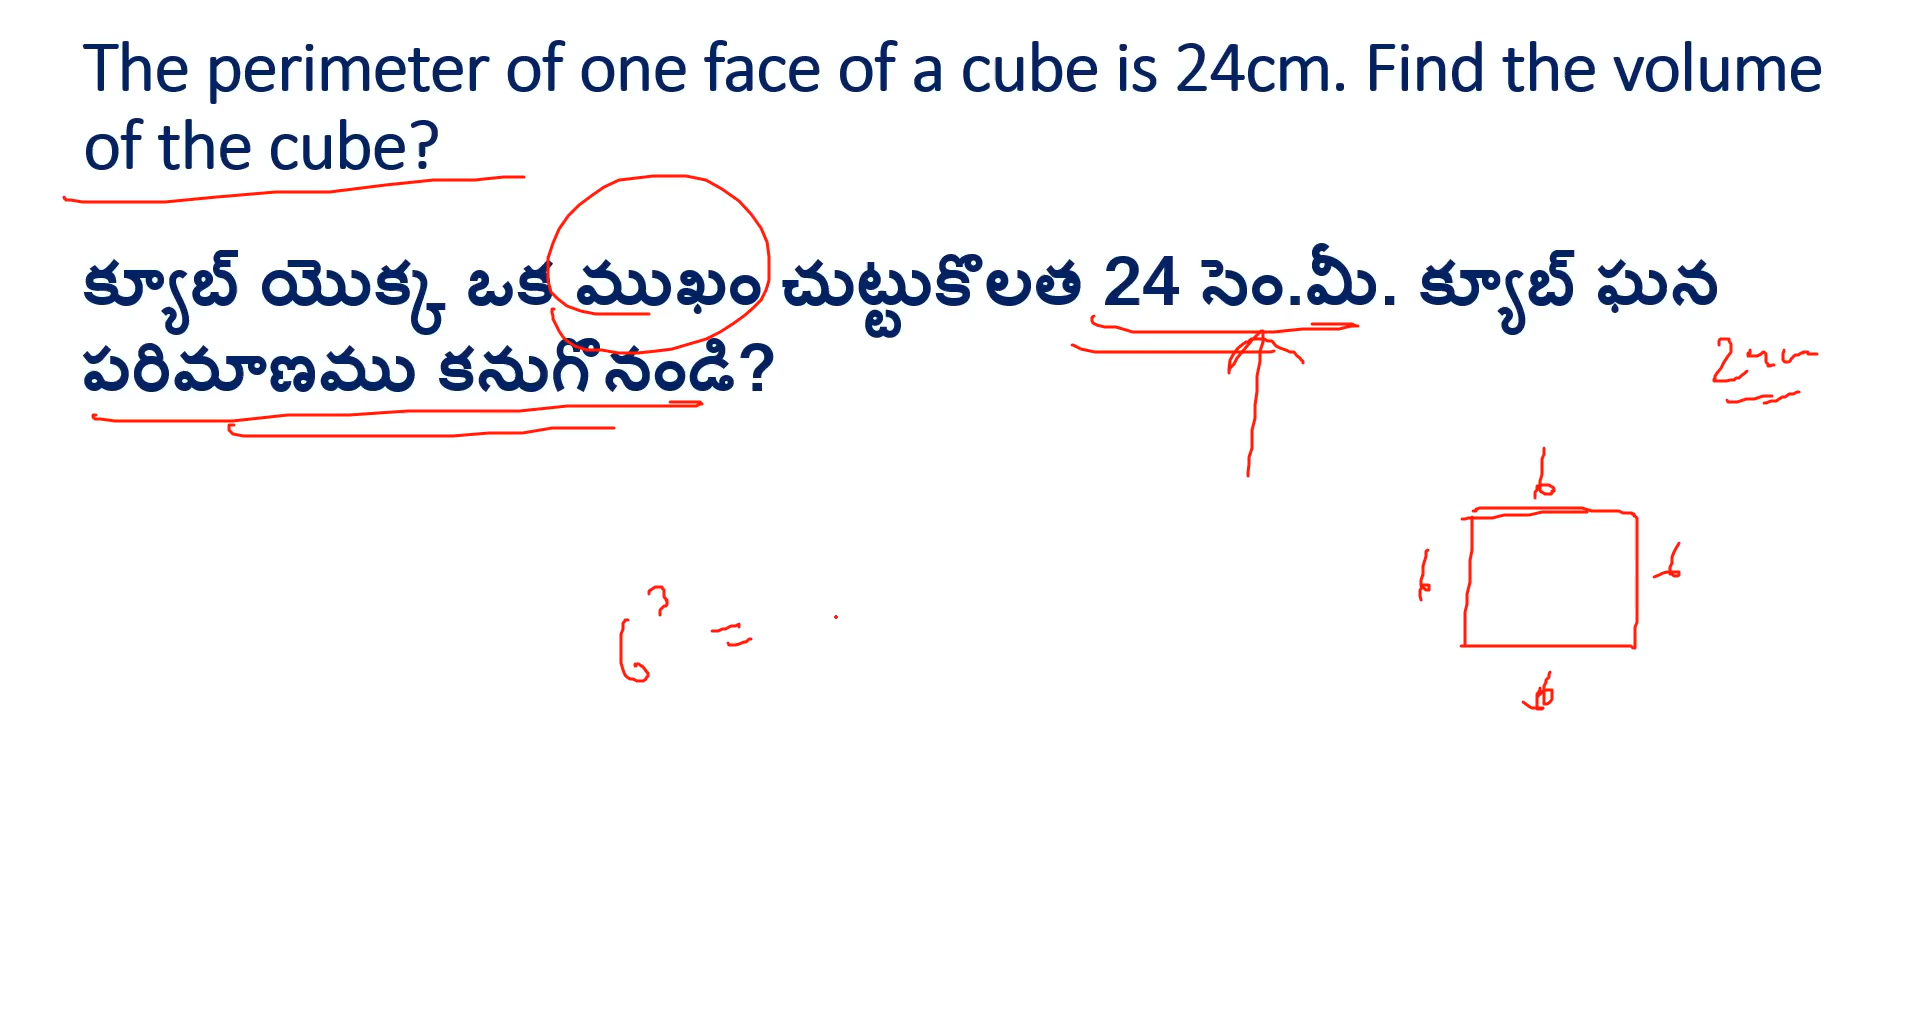 The perimeter of one face of a cube is 24cm. Find the volume
of the cube?
క్యూబ్ యొక్క ఒక ముఖం చుట్టుకొలత 24 సెం.మీ. క్యూబ్ ఘన
పరిమాణము కనుగొనండి?
6
6 6
6³ =
6